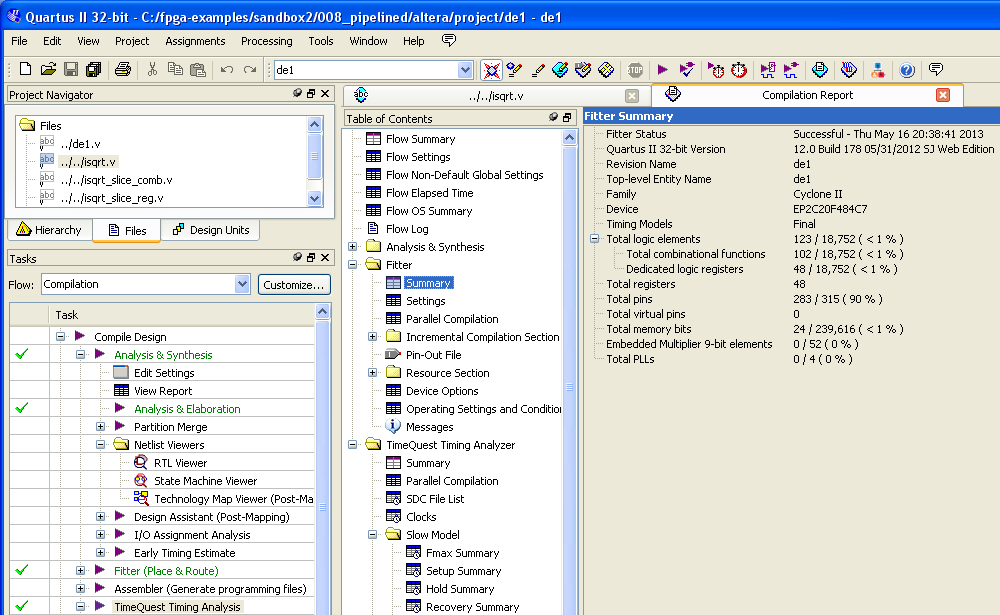 Quartus II 32-bit - C:/fpga-examples/sandbox2/008_pipelined/altera/project/de1 - de1
File Edit View Project Assignments Processing Tools Window Help
de1
Project Navigator
Files
../de1.v
../../isqrt.v
../../isqrt_slice_comb.v
../../isqrt_slice_reg.v
Hierarchy Files Design Units
Tasks
Flow: Compilation Customize...
Task
Compile Design
Analysis & Synthesis
Edit Settings
View Report
Analysis & Elaboration
Partition Merge
Netlist Viewers
RTL Viewer
State Machine Viewer
Technology Map Viewer (Post-Ma
Design Assistant (Post-Mapping)
I/O Assignment Analysis
Early Timing Estimate
Fitter (Place & Route)
Assembler (Generate programming files)
TimeQuest Timing Analysis
../../isqrt.v
Compilation Report
Table of Contents
Flow Summary
Flow Settings
Flow Non-Default Global Settings
Flow Elapsed Time
Flow OS Summary
Flow Log
Analysis & Synthesis
Fitter
Summary
Settings
Parallel Compilation
Incremental Compilation Section
Pin-Out File
Resource Section
Device Options
Operating Settings and Conditio
Messages
TimeQuest Timing Analyzer
Summary
Parallel Compilation
SDC File List
Clocks
Slow Model
Fmax Summary
Setup Summary
Hold Summary
Recovery Summary
Fitter Summary
Fitter Status Successful - Thu May 16 20:38:41 2013
Quartus II 32-bit Version 12.0 Build 178 05/31/2012 SJ Web Edition
Revision Name de1
Top-level Entity Name de1
Family Cyclone II
Device EP2C20F484C7
Timing Models Final
Total logic elements 123 / 18,752 ( < 1 % )
Total combinational functions 102 / 18,752 ( < 1 % )
Dedicated logic registers 48 / 18,752 ( < 1 % )
Total registers 48
Total pins 283 / 315 ( 90 % )
Total virtual pins 0
Total memory bits 24 / 239,616 ( < 1 % )
Embedded Multiplier 9-bit elements 0 / 52 ( 0 % )
Total PLLs 0 / 4 ( 0 % )